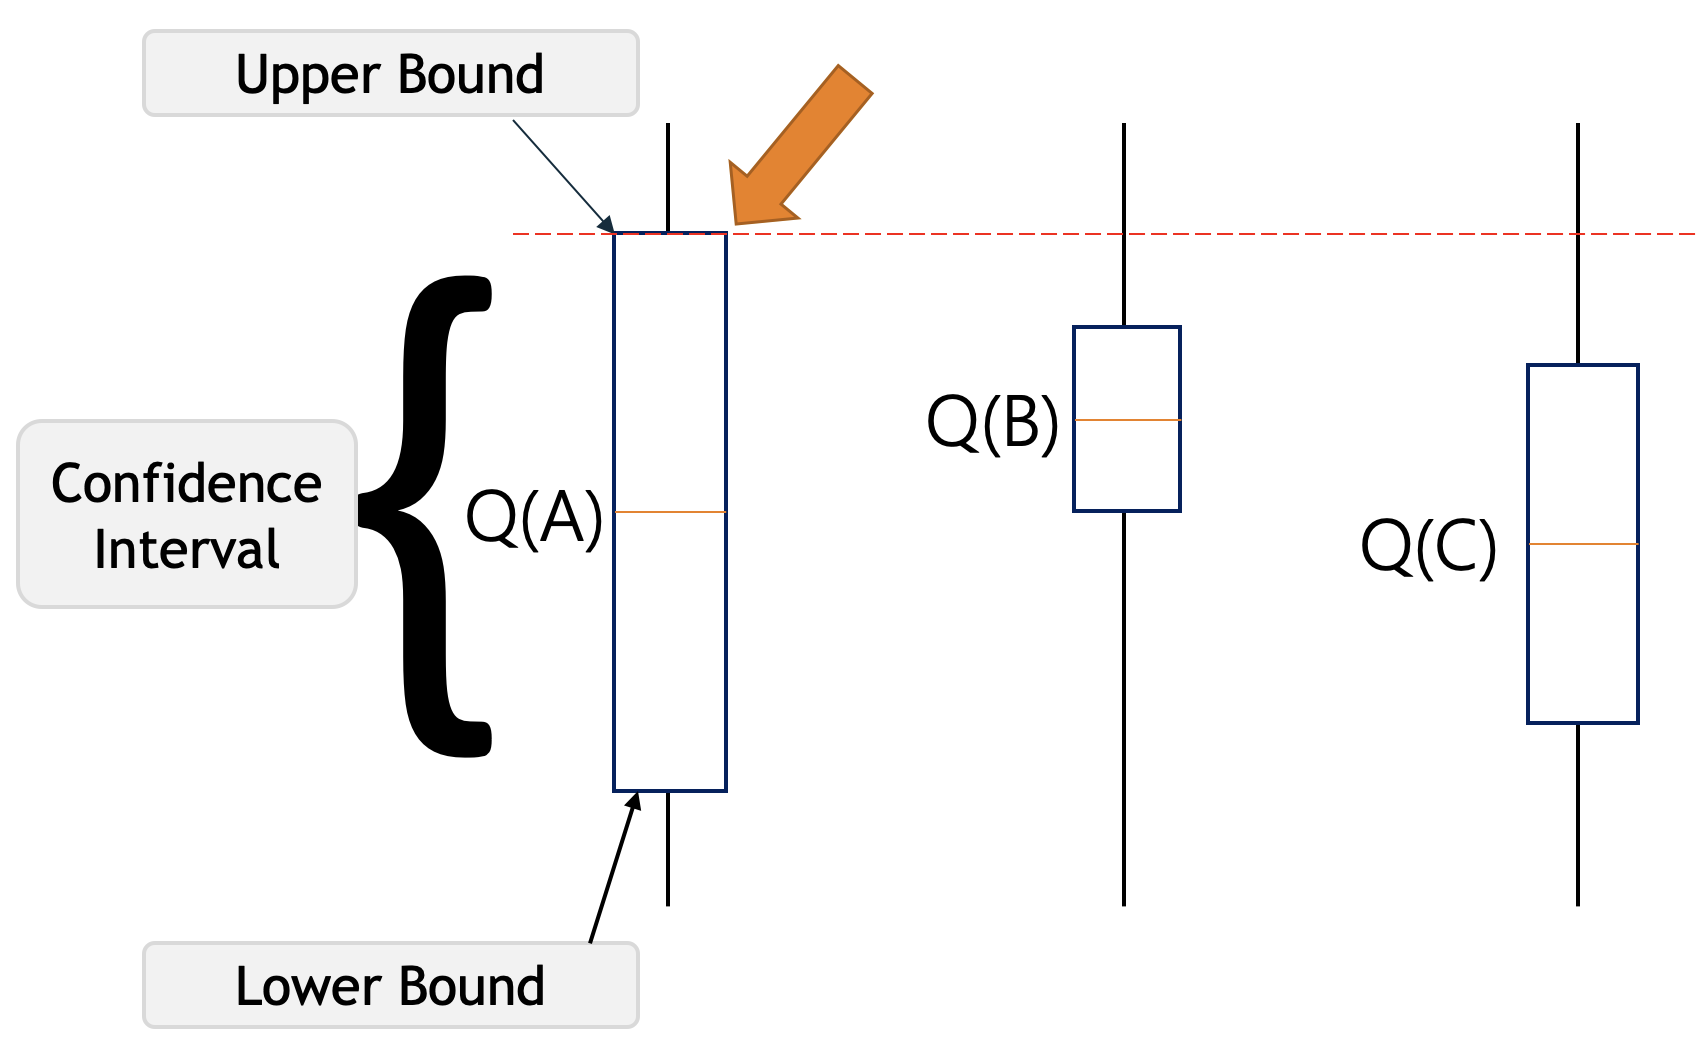 Upper Bound
Confidence
Interval
Q(A)
Q(B)
Q(C)
Lower Bound